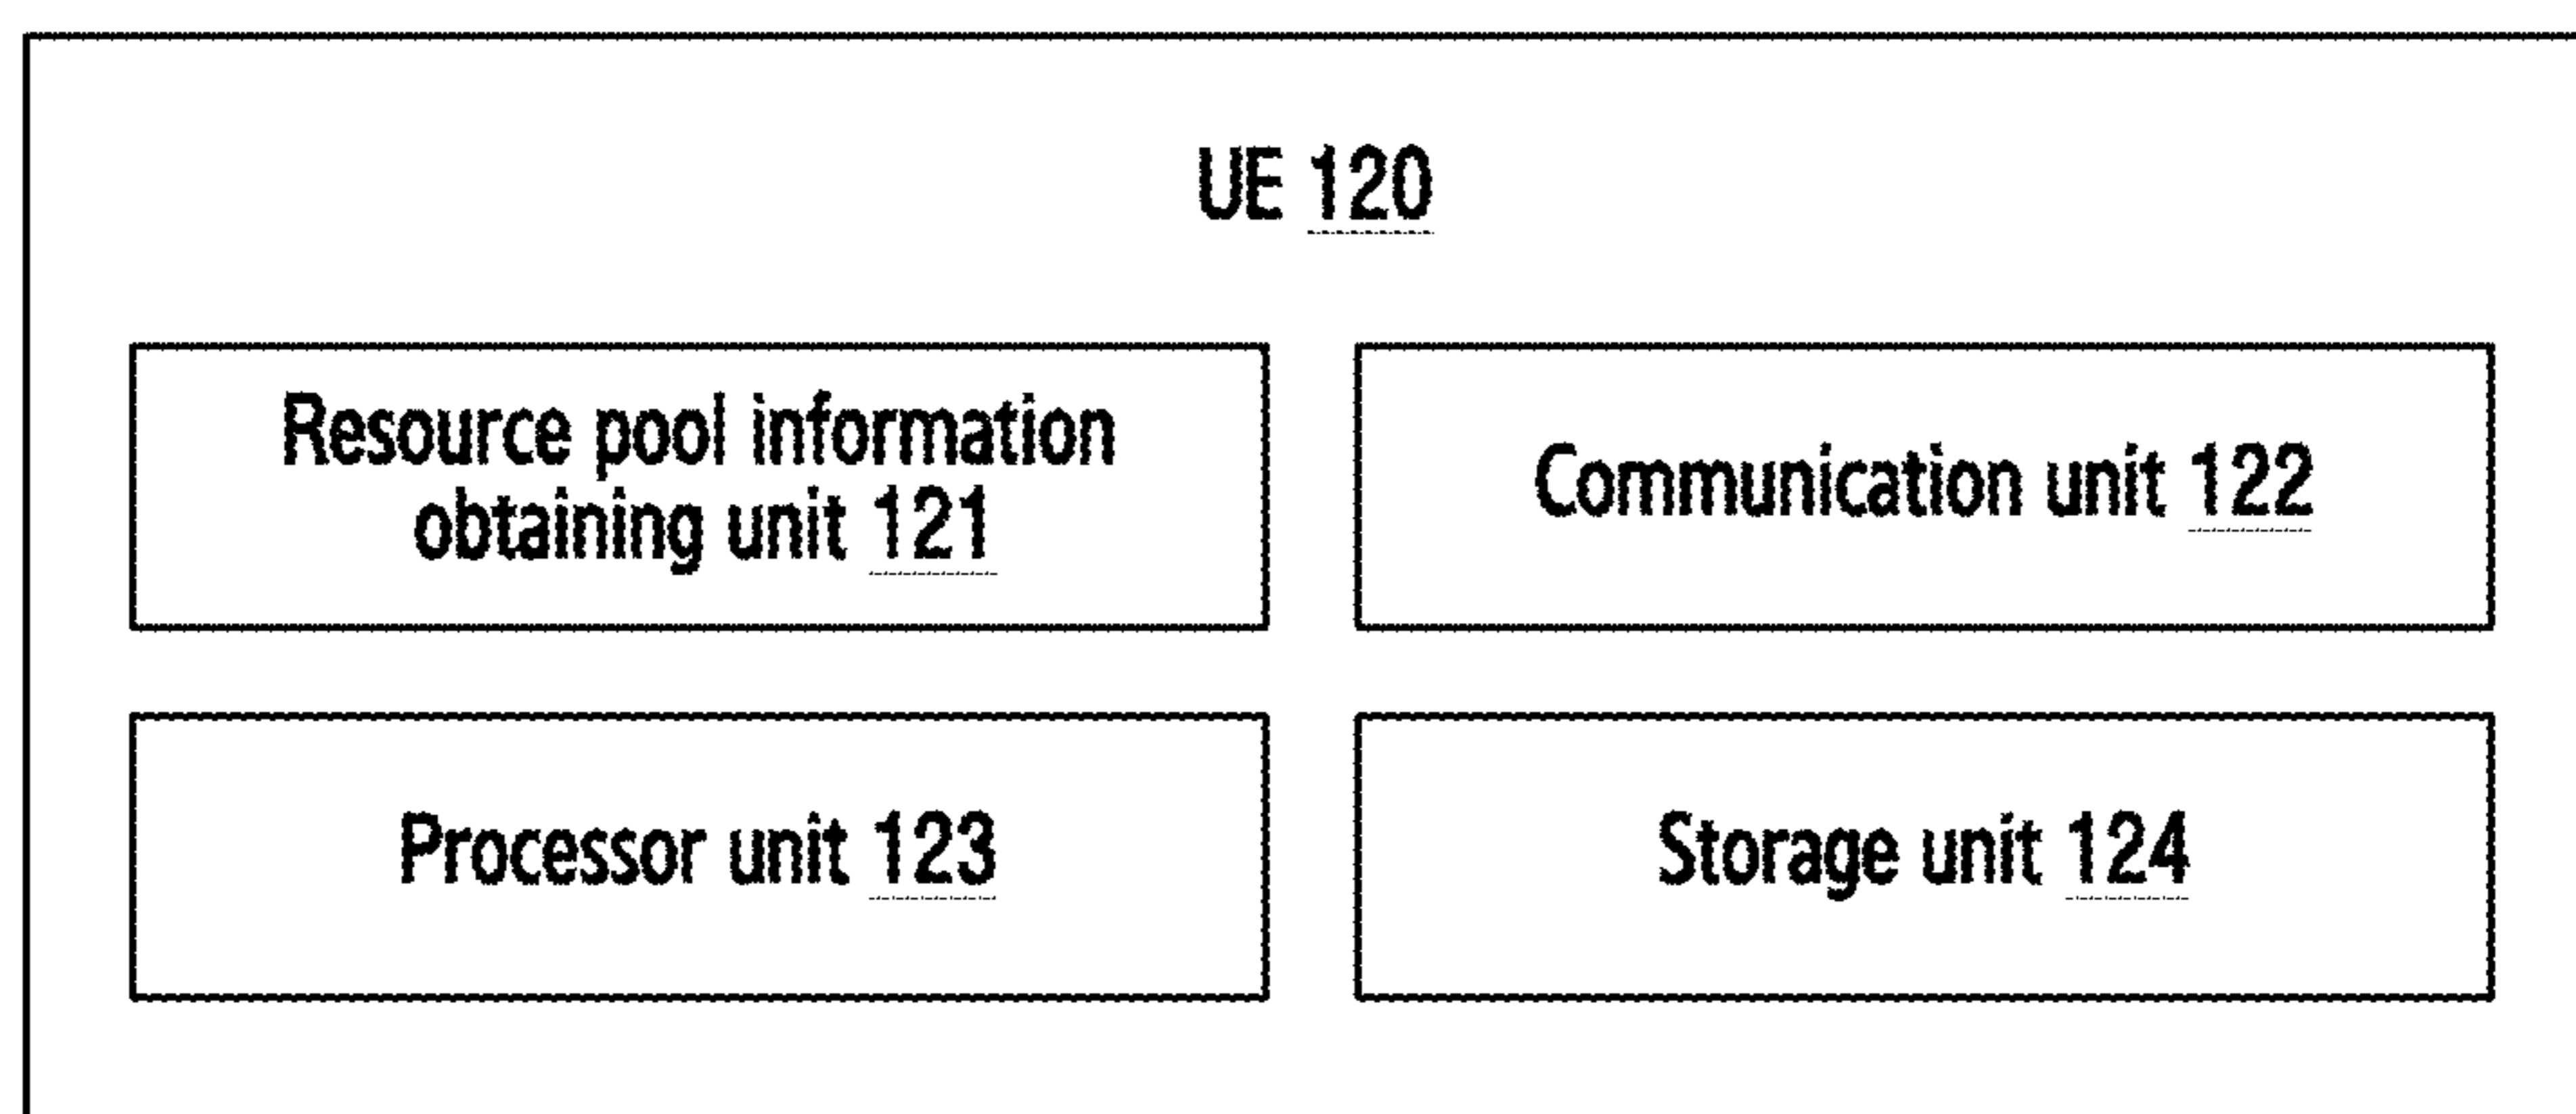 UE 120
Resource pool information
obtaining unit 121
Communication unit 122
Processor unit 123
Storage unit 124